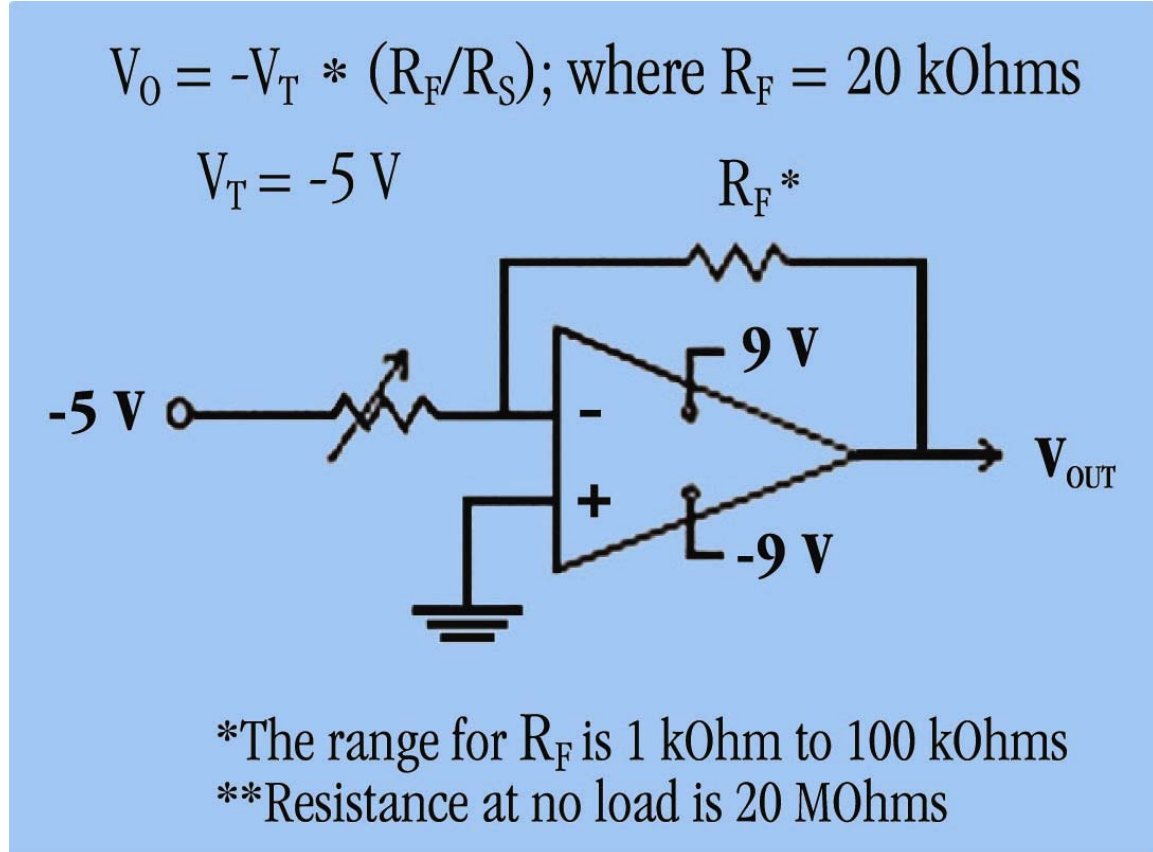 V_O = -V_T * (R_F/R_S); where R_F = 20 kOhms
V_T = -5 V
R_F *
9 V
-5 V
-
+
V_OUT
-9 V
*The range for R_F is 1 kOhm to 100 kOhms
**Resistance at no load is 20 MOhms